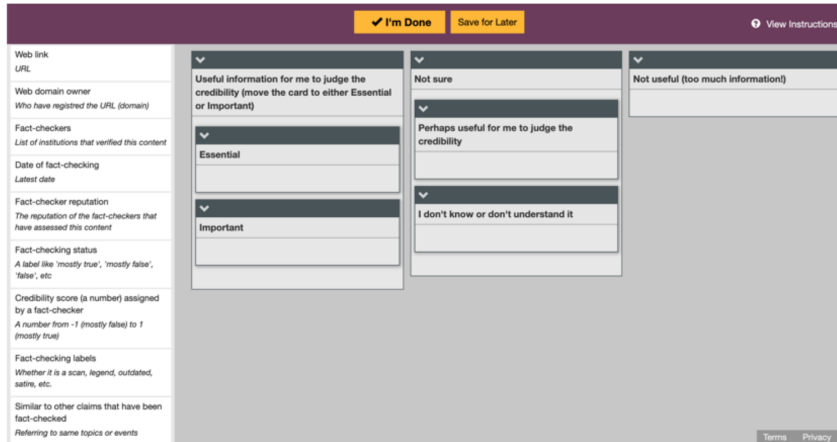 ✔ I'm Done
Save for Later
View Instructions
Web link
URL
Web domain owner
Who have registred the URL (domain)
Fact-checkers
List of institutions that verified this content
Date of fact-checking
Latest date
Fact-checker reputation
The reputation of the fact-checkers that
have assessed this content
Fact-checking status
A label like 'mostly true', 'mostly false',
'false', etc
Credibility score (a number) assigned
by a fact-checker
A number from -1 (mostly false) to 1
(mostly true)
Fact-checking labels
Whether it is a scan, legend, outdated,
satire, etc.
Similar to other claims that have been
fact-checked
Referring to same topics or events
Useful information for me to judge the
credibility (move the card to either Essential
or Important)
Essential
Important
Not sure
Perhaps useful for me to judge the
credibility
I don't know or don't understand it
Not useful (too much information!)
Terms Privacy